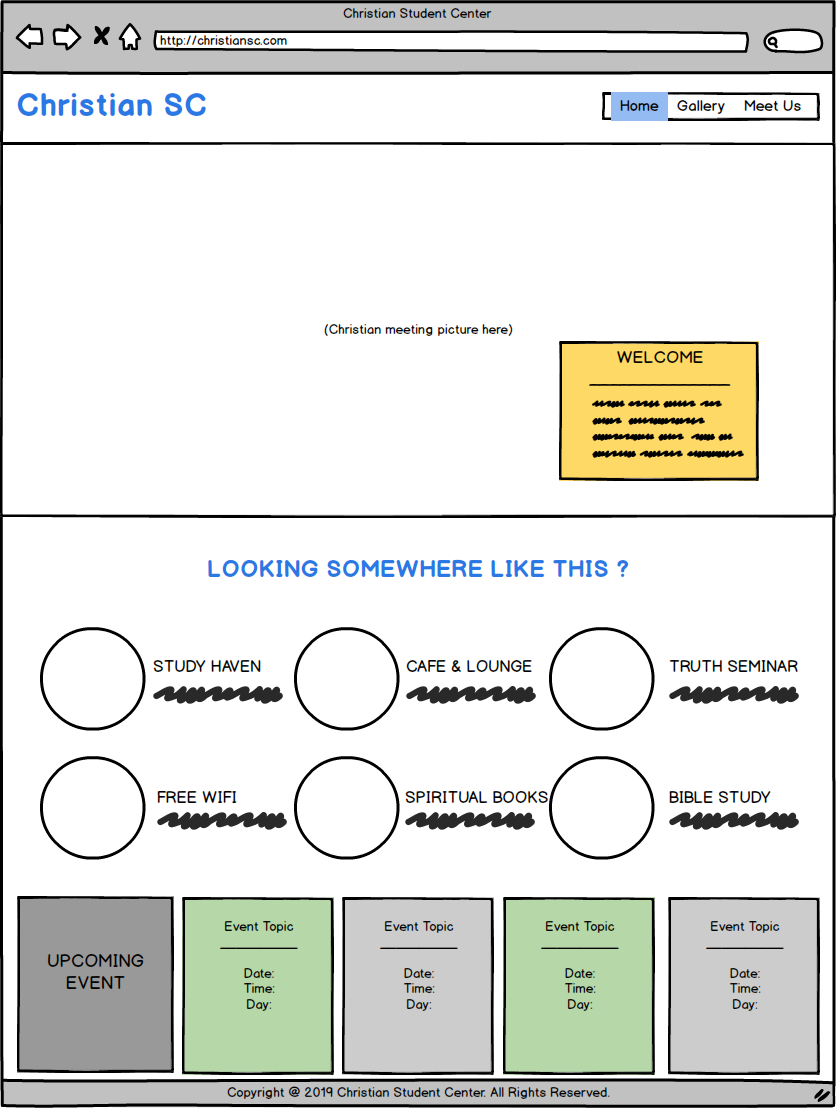 Christian Student Center
http://christiansc.com
Christian SC
Home Gallery Meet Us
(Christian meeting picture here)
WELCOME
LOOKING SOMEWHERE LIKE THIS ?
STUDY HAVEN
CAFE & LOUNGE
TRUTH SEMINAR
FREE WIFI
SPIRITUAL BOOKS
BIBLE STUDY
UPCOMING
EVENT
Event Topic
Date:
Time:
Day:
Event Topic
Date:
Time:
Day:
Event Topic
Date:
Time:
Day:
Event Topic
Date:
Time:
Day:
Copyright @ 2019 Christian Student Center. All Rights Reserved.